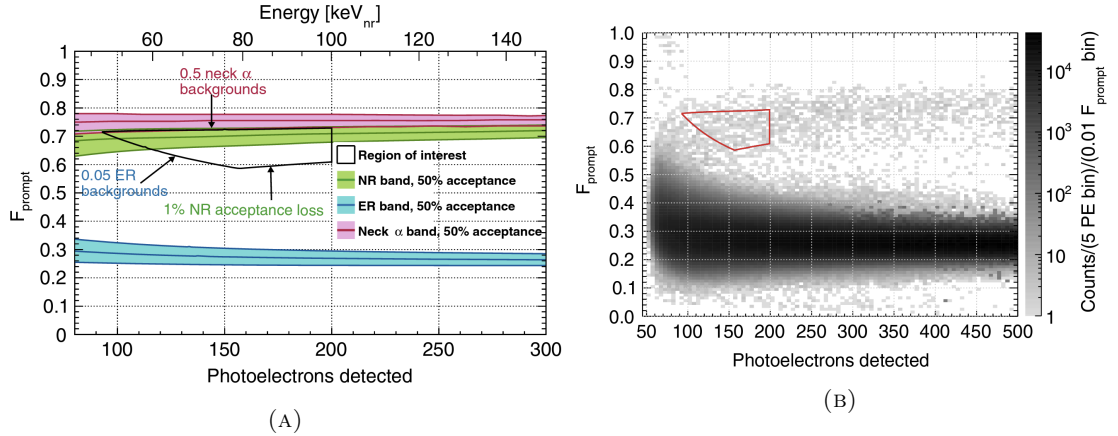 Energy [keV_nr]
60 80 100 120 140
1
0.9
0.8
0.7
0.6
0.5
0.4
0.3
0.2
0.1
0
F_prompt
0.5 neck α
backgrounds
0.05 ER
backgrounds
1% NR acceptance loss
Region of interest
NR band, 50% acceptance
ER band, 50% acceptance
Neck α band, 50% acceptance
100 150 200 250 300
Photoelectrons detected
(A)
1.0
0.9
0.8
0.7
0.6
0.5
0.4
0.3
0.2
0.1
0.0
F_prompt
45 100 150 200 250 300 350 400 450 500
Photoelectrons detected
10^4
10^3
10^2
10
1
Counts/(5 PE bin)/(0.01 F_prompt bin)
(B)